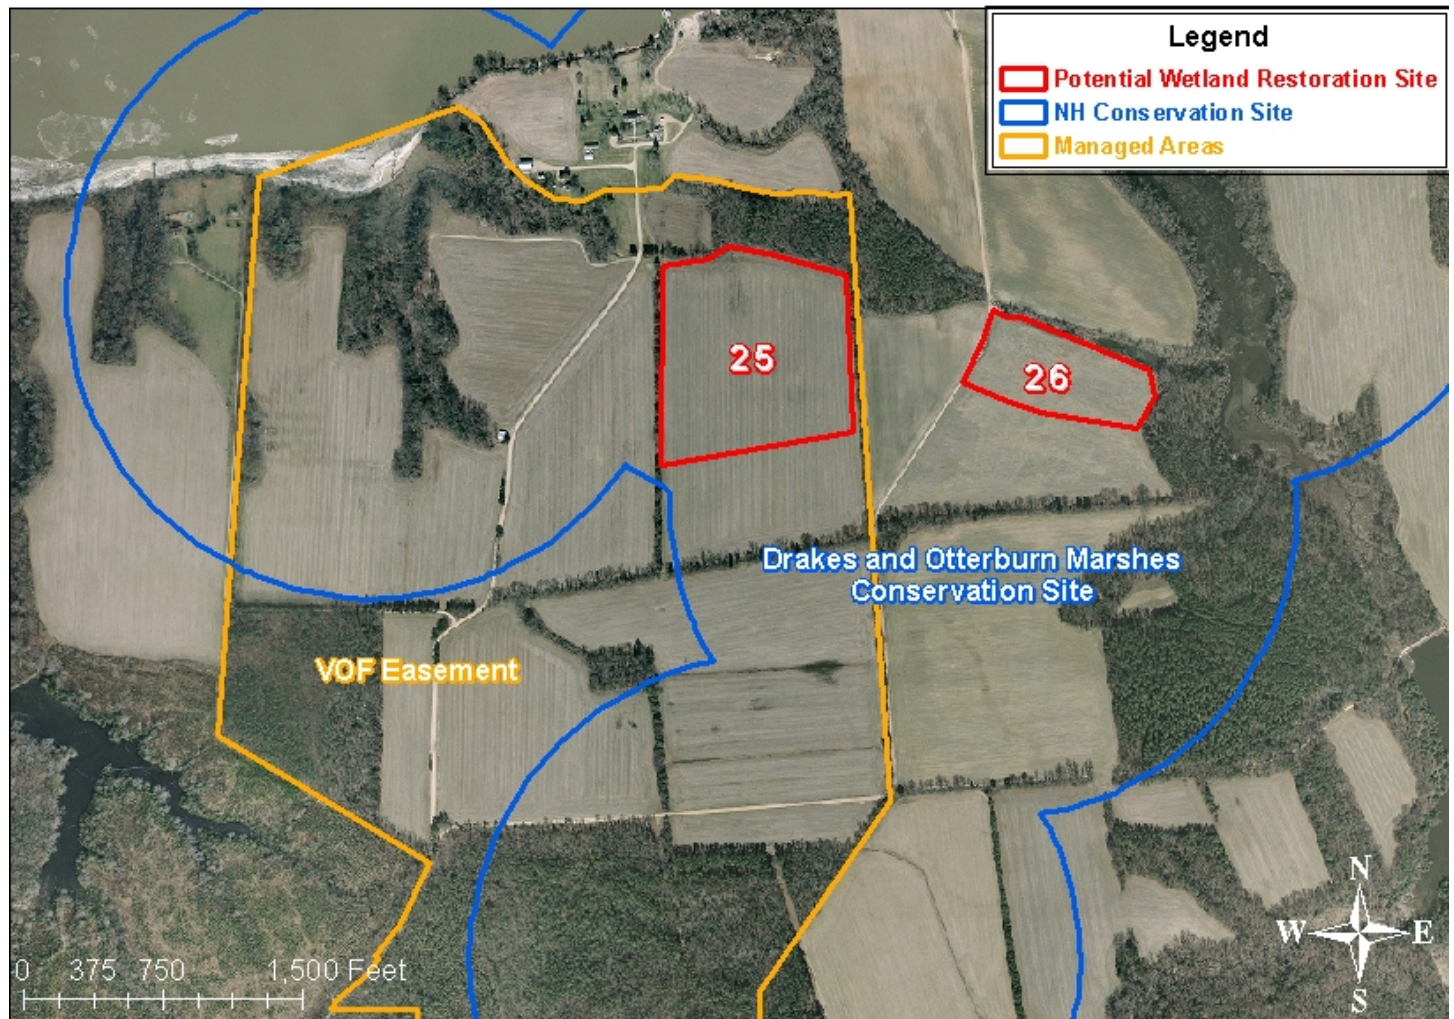 Legend
Potential Wetland Restoration Site
NH Conservation Site
Managed Areas
25
26
Drakes and Otterburn Marshes
Conservation Site
VOF Easement
N
W E
S
0 375 750 1,500 Feet